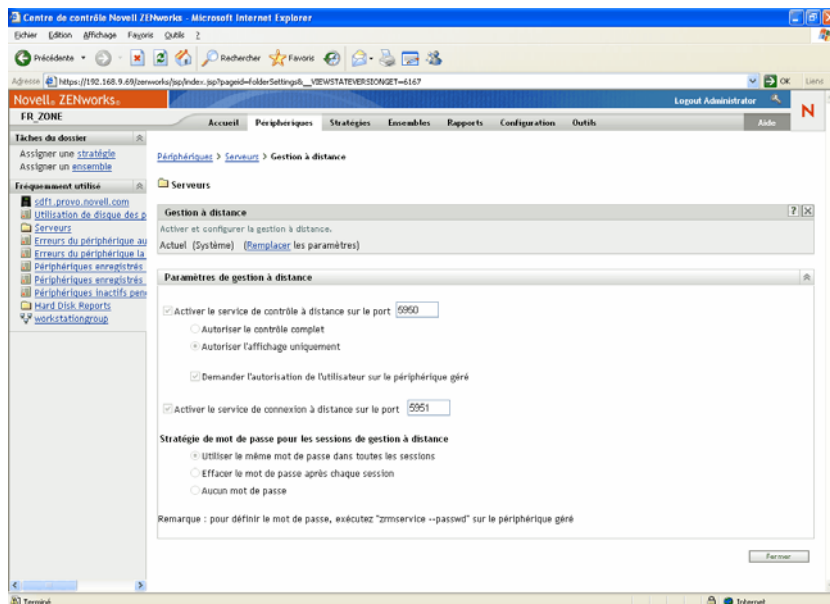 Centre de contrôle Novell ZENworks - Microsoft Internet Explorer
Fichier Edition Affichage Favoris Outils ?
Précédente Rechercher Favoris
Adresse https://192.168.9.69/zenworks/jsp/index.jsp?pageid=folderSettings&__VIEWSTATEVERSIONGET=6167 OK Liens
Novell® ZENworks® Logout Administrator
FR_ZONE
Accueil Périphériques Stratégies Ensembles Rapports Configuration Outils Aide
N
Tâches du dossier
Assigner une stratégie
Assigner un ensemble
Fréquemment utilisé
sdf1.provo.novell.com
Utilisation de disque des p
Serveurs
Erreurs du périphérique au
Erreurs du périphérique la
Périphériques enregistrés
Périphériques enregistrés
Périphériques inactifs pen
Hard Disk Reports
workstationgroup
Périphériques > Serveurs > Gestion à distance
Serveurs
Gestion à distance ?
Activer et configurer la gestion à distance.
Actuel (Système) (Remplacer les paramètres)
Paramètres de gestion à distance
Activer le service de contrôle à distance sur le port 5950
Autoriser le contrôle complet
Autoriser l'affichage uniquement
Demander l'autorisation de l'utilisateur sur le périphérique géré
Activer le service de connexion à distance sur le port 5951
Stratégie de mot de passe pour les sessions de gestion à distance
Utiliser le même mot de passe dans toutes les sessions
Effacer le mot de passe après chaque session
Aucun mot de passe
Remarque : pour définir le mot de passe, exécutez "zrmservice --passwd" sur le périphérique géré
Fermer
Terminé Internet